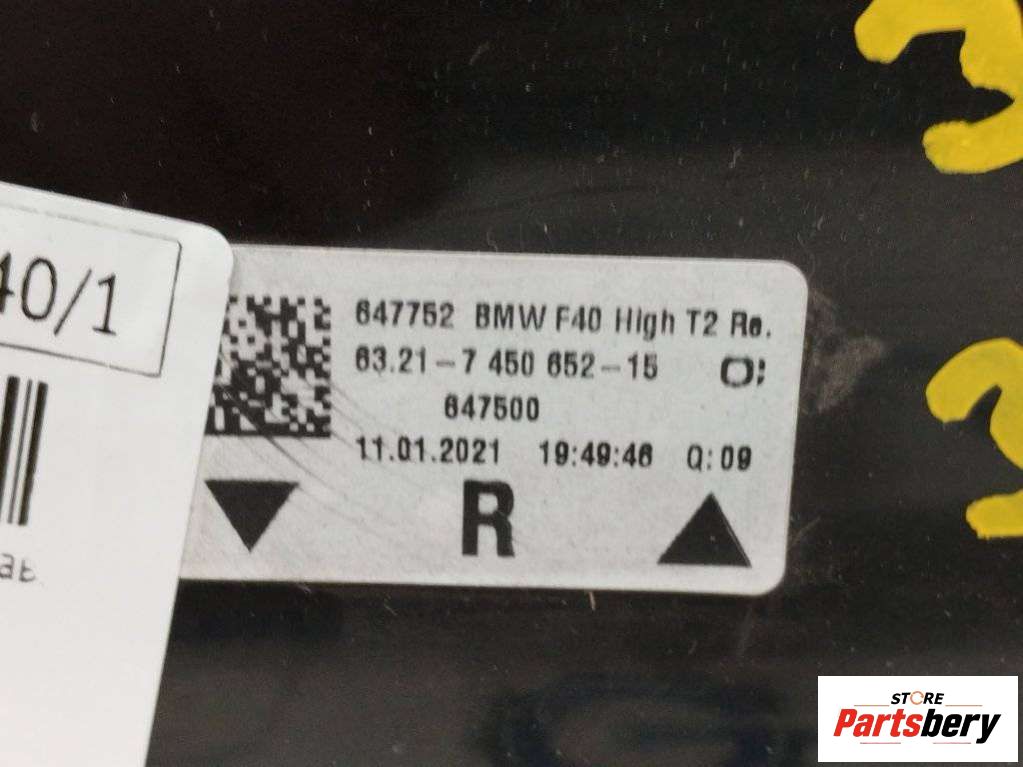 40/1
647752 BMW F40 High T2 Re.
63.21-7 450 652-15 O:
647500
11.01.2021 19:49:46 Q:09
R
STORE
Partsbery